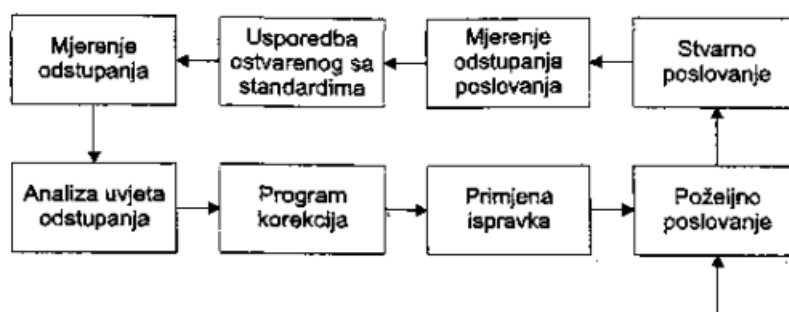 Mjerenje
odstupanja
Usporedba
ostvarenog sa
standardima
Mjerenje
odstupanja
poslovanja
Stvarno
poslovanje
Analiza uvjeta
odstupanja
Program
korekcija
Primjena
ispravka
Poželjno
poslovanje